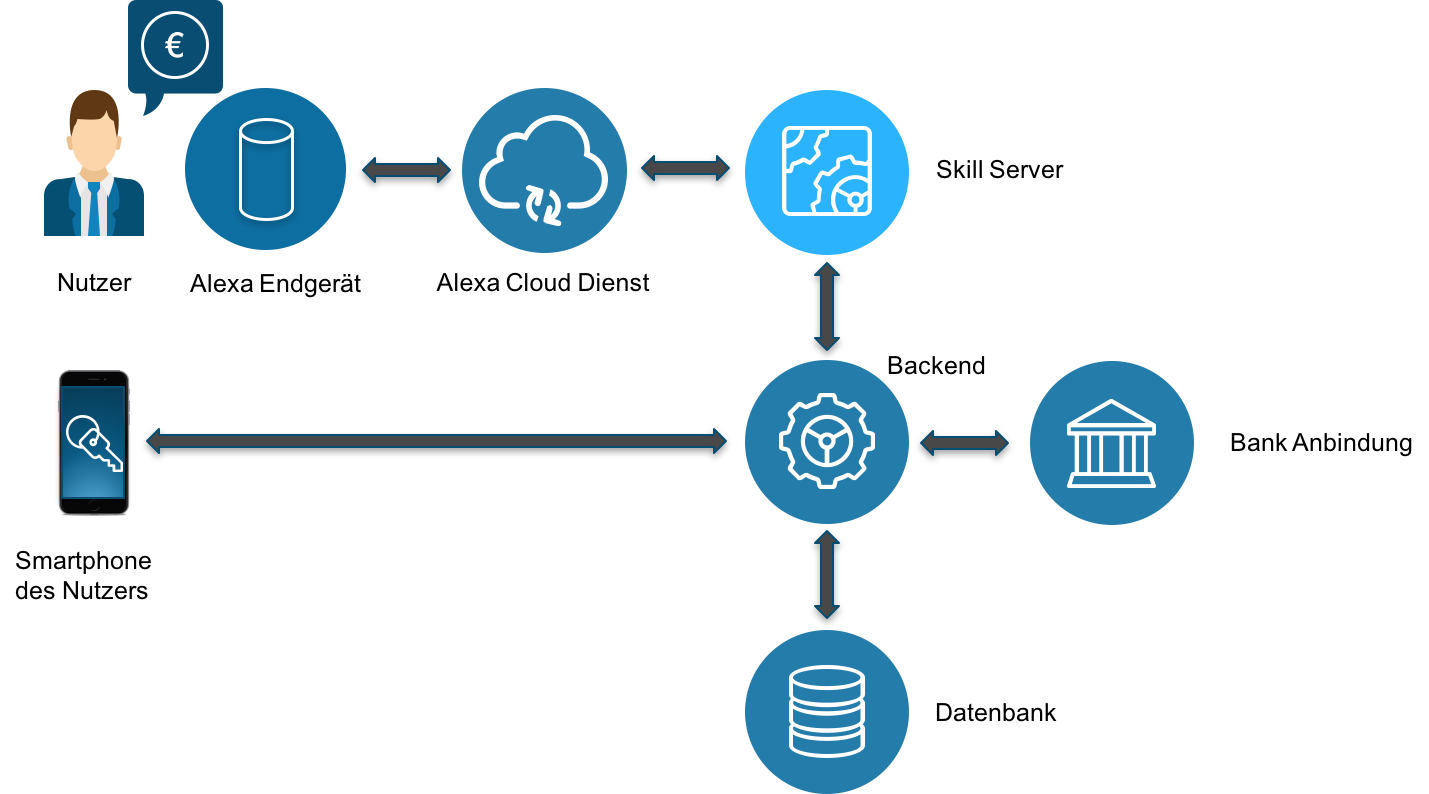 €
Skill Server
Nutzer
Alexa Endgerät
Alexa Cloud Dienst
Backend
Bank Anbindung
Smartphone
des Nutzers
Datenbank